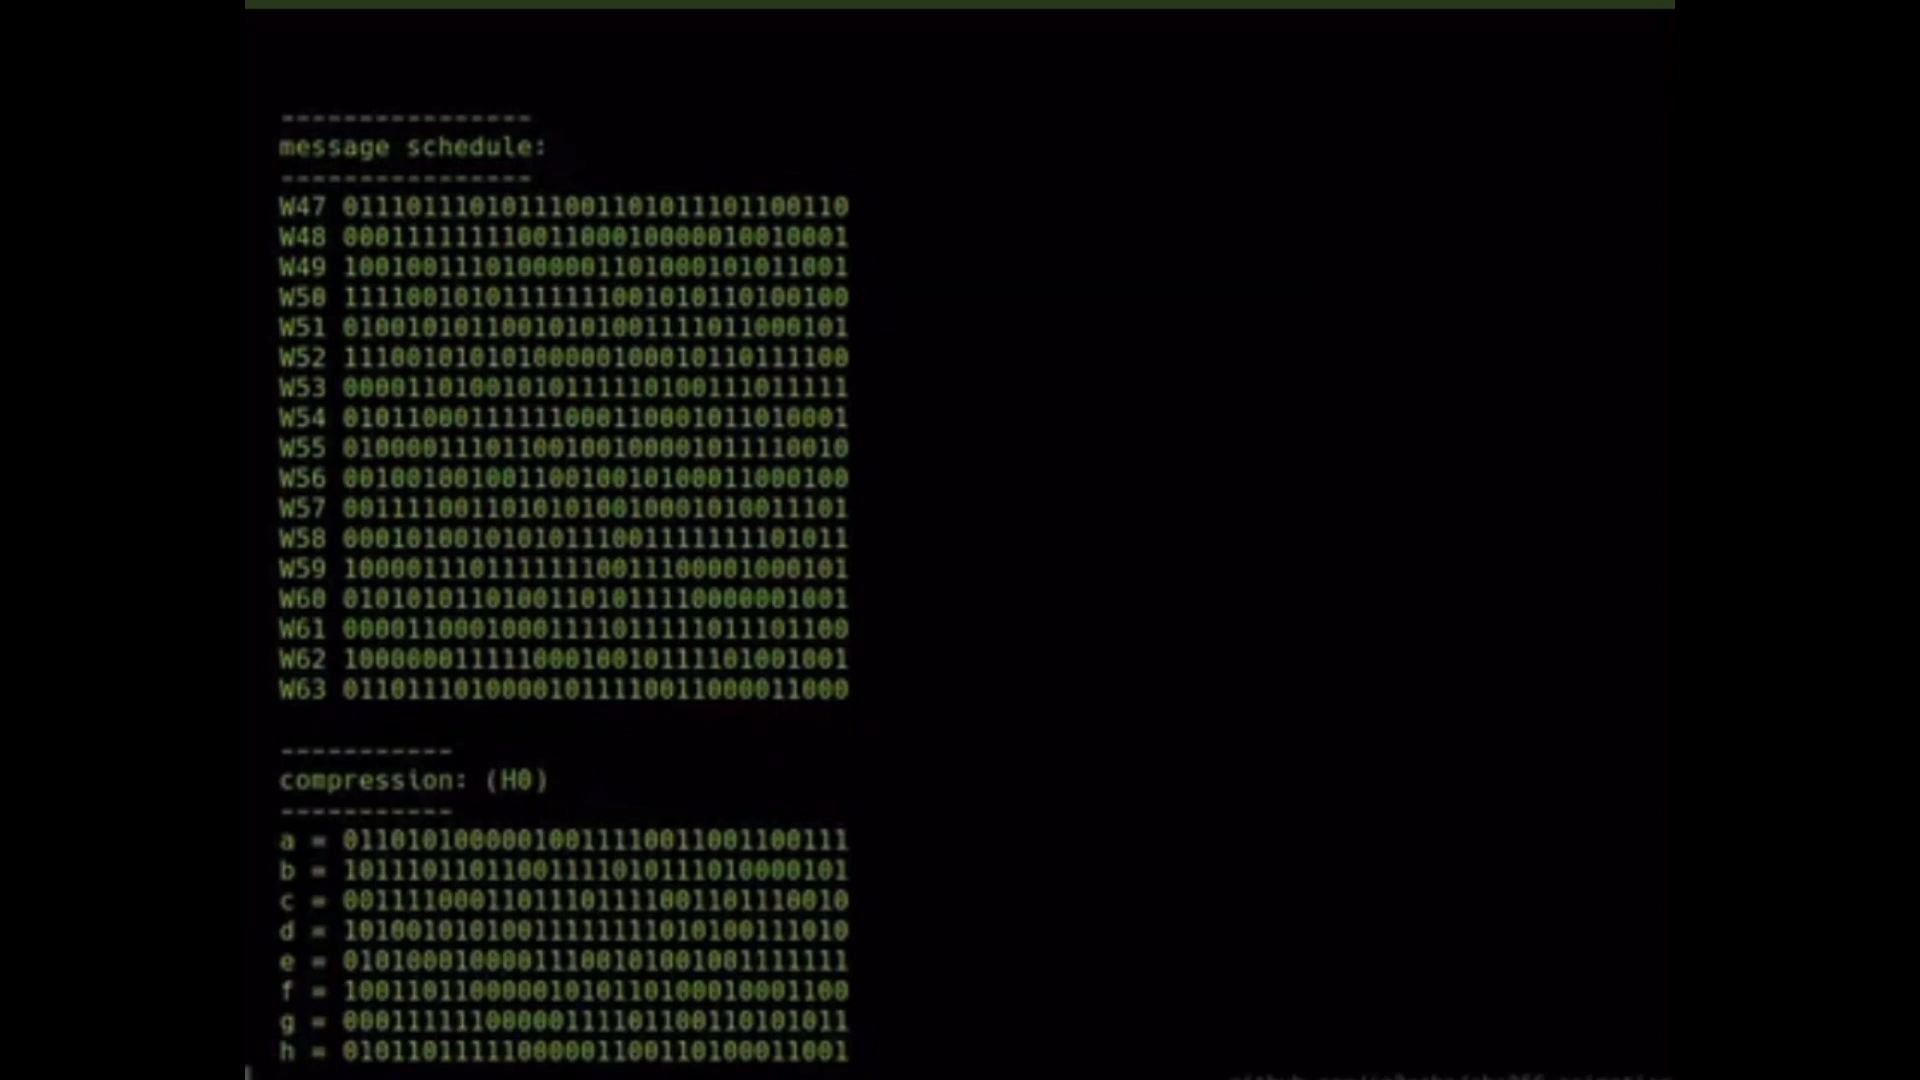 ----------------
message schedule:
----------------
W47 01110111010111001101011101100110
W48 00011111111001100010000010010001
W49 10010011101000001101000101011001
W50 11110010101111111001010110100100
W51 01001010110010101001111011000101
W52 11100101010100000100010110111100
W53 00001101001010111110100111011111
W54 01011000111111000110001011010001
W55 01000011101100100100001011110010
W56 00100100100110010010100011000100
W57 00111100110101010010001010011101
W58 00010100101010111001111111101011
W59 10000111011111110011100001000101
W60 01010101101001101011110000001001
W61 00001100010001111011111011101100
W62 10000001111100010010111101001001
W63 01101110100001011110011000011000
-----------
compression: (H0)
-----------
a = 01101010000010011110011001100111
b = 10111011011001111010111010000101
c = 00111100011011101111001101110010
d = 10100101010011111111010100111010
e = 01010001000011100101001001111111
f = 10011011000001010110100010001100
g = 00011111100000111101100110101011
h = 01011011111000001100110100011001